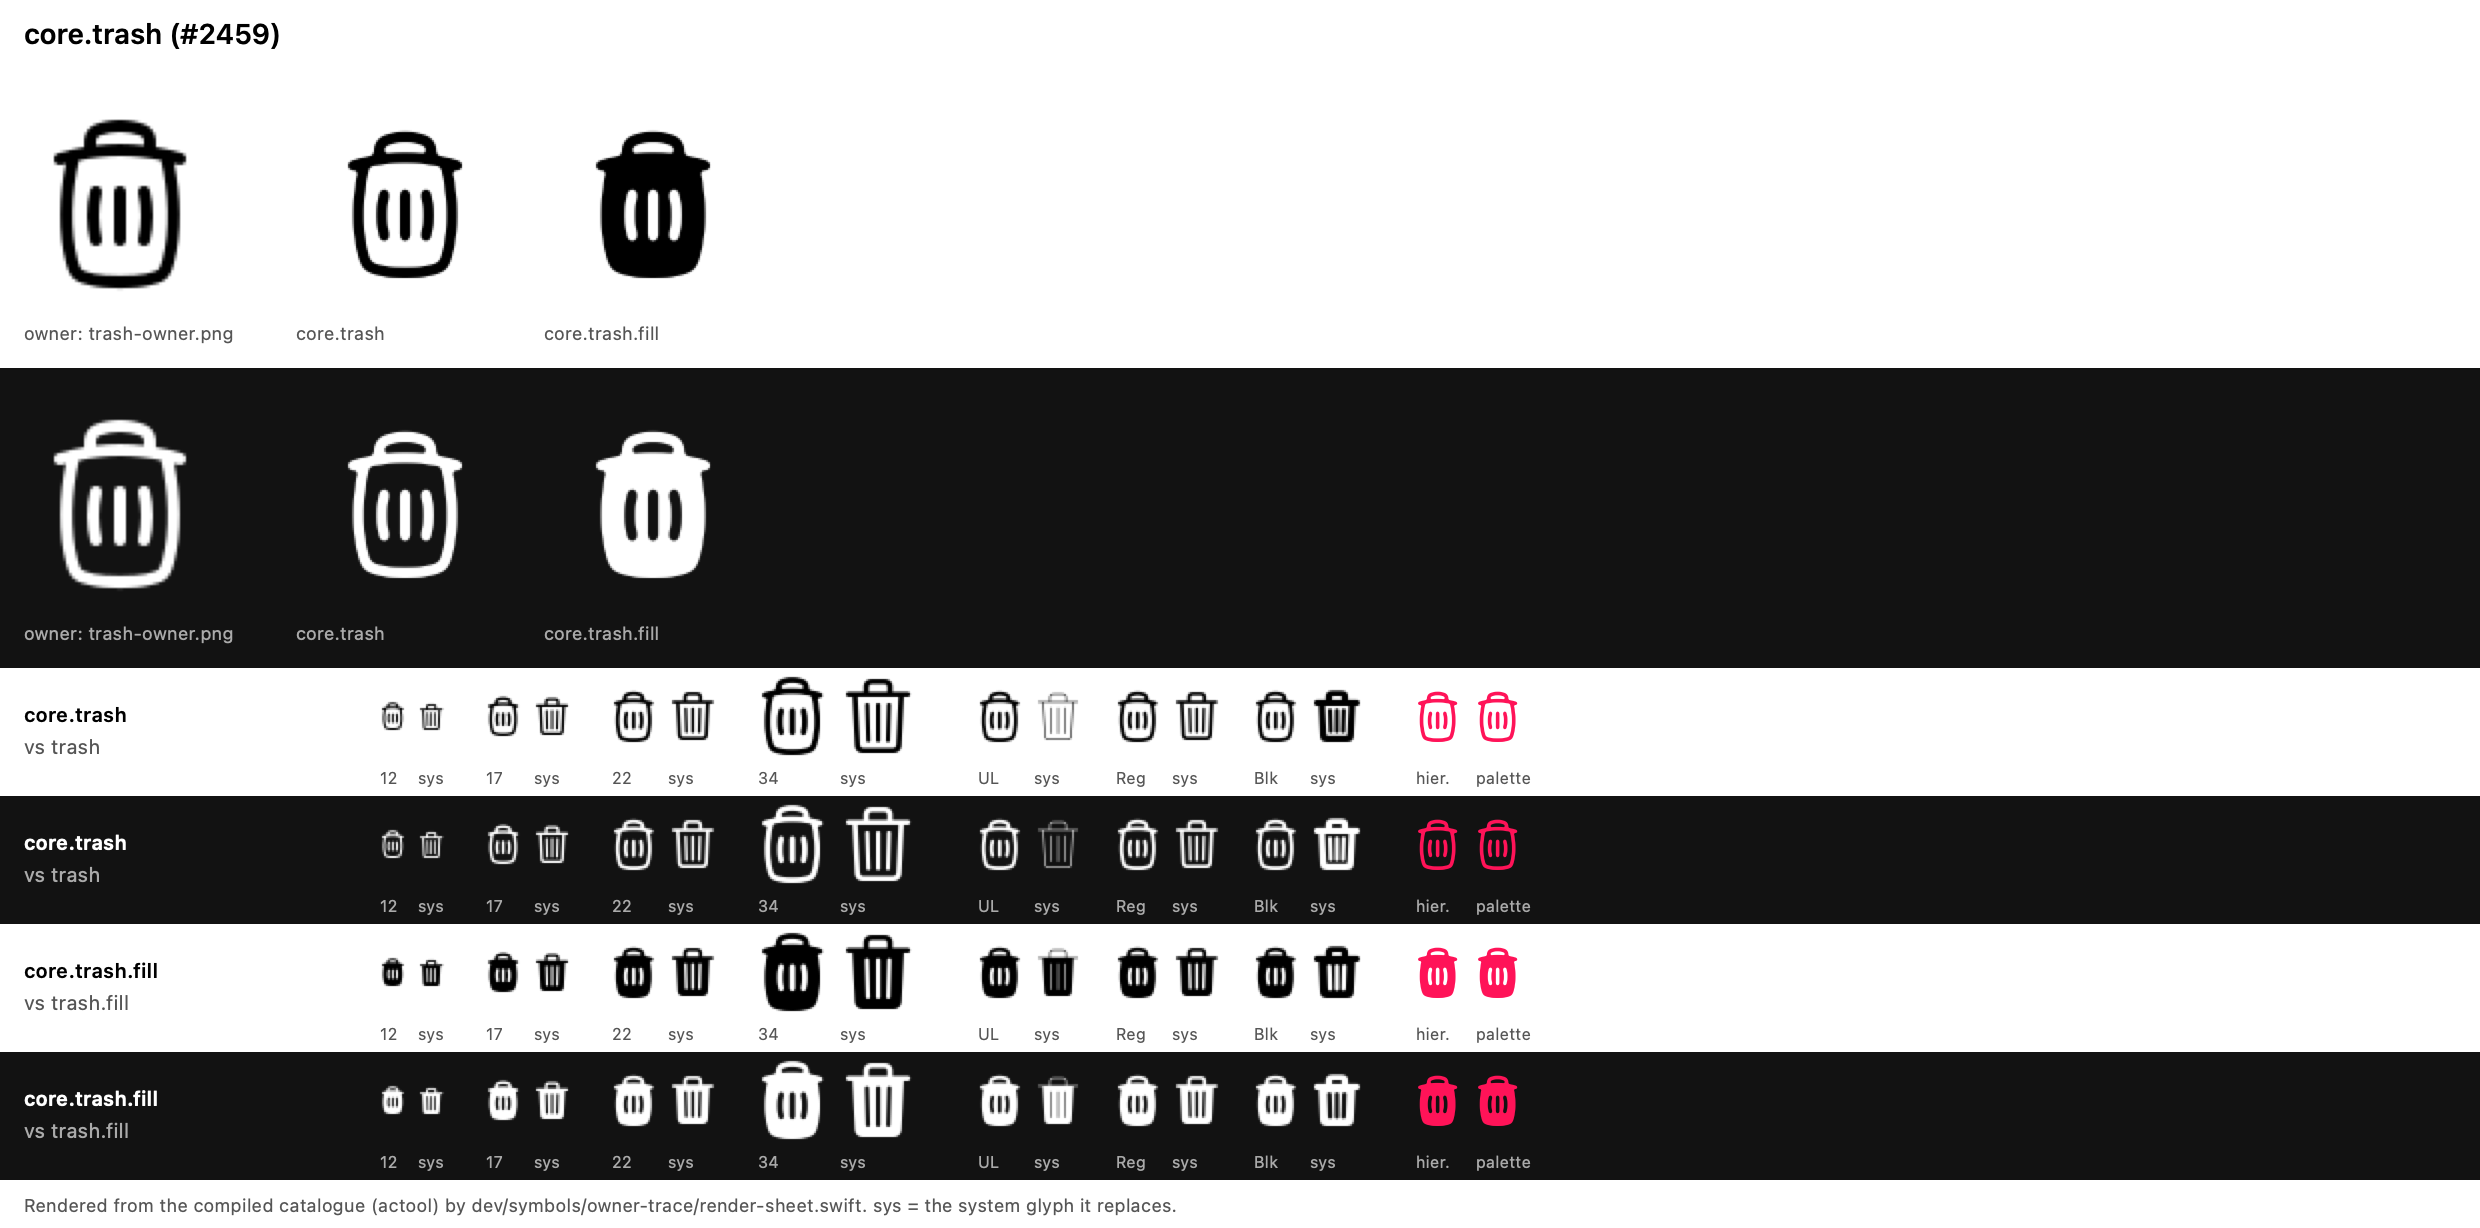 core.trash (#2459)
owner: trash-owner.png core.trash core.trash.fill
owner: trash-owner.png core.trash core.trash.fill
core.trash
vs trash
12 sys 17 sys 22 sys 34 sys UL sys Reg sys Blk sys hier. palette
core.trash
vs trash
12 sys 17 sys 22 sys 34 sys UL sys Reg sys Blk sys hier. palette
core.trash.fill
vs trash.fill
12 sys 17 sys 22 sys 34 sys UL sys Reg sys Blk sys hier. palette
core.trash.fill
vs trash.fill
12 sys 17 sys 22 sys 34 sys UL sys Reg sys Blk sys hier. palette
Rendered from the compiled catalogue (actool) by dev/symbols/owner-trace/render-sheet.swift. sys = the system glyph it replaces.